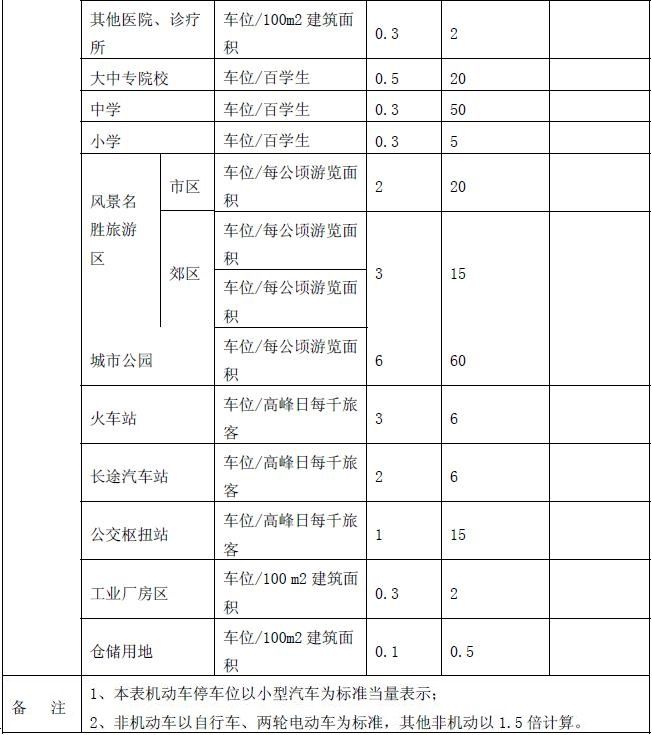 其他医院、诊疗
所
车位/100m2 建筑面
积
0.3
2
大中专院校
车位/百学生
0.5
20
中学
车位/百学生
0.3
50
小学
车位/百学生
0.3
5
风景名
胜旅游
区
市区
车位/每公顷游览面
积
2
20
郊区
车位/每公顷游览面
积
车位/每公顷游览面
积
3
15
城市公园
车位/每公顷游览面
积
6
60
火车站
车位/高峰日每千旅
客
3
6
长途汽车站
车位/高峰日每千旅
客
2
6
公交枢扭站
车位/高峰日每千旅
客
1
15
工业厂房区
车位/100 m2 建筑面
积
0.3
2
仓储用地
车位/100m2 建筑面
积
0.1
0.5
备 注
1、本表机动车停车位以小型汽车为标准当量表示；
2、非机动车以自行车、两轮电动车为标准，其他非机动以 1.5 倍计算。